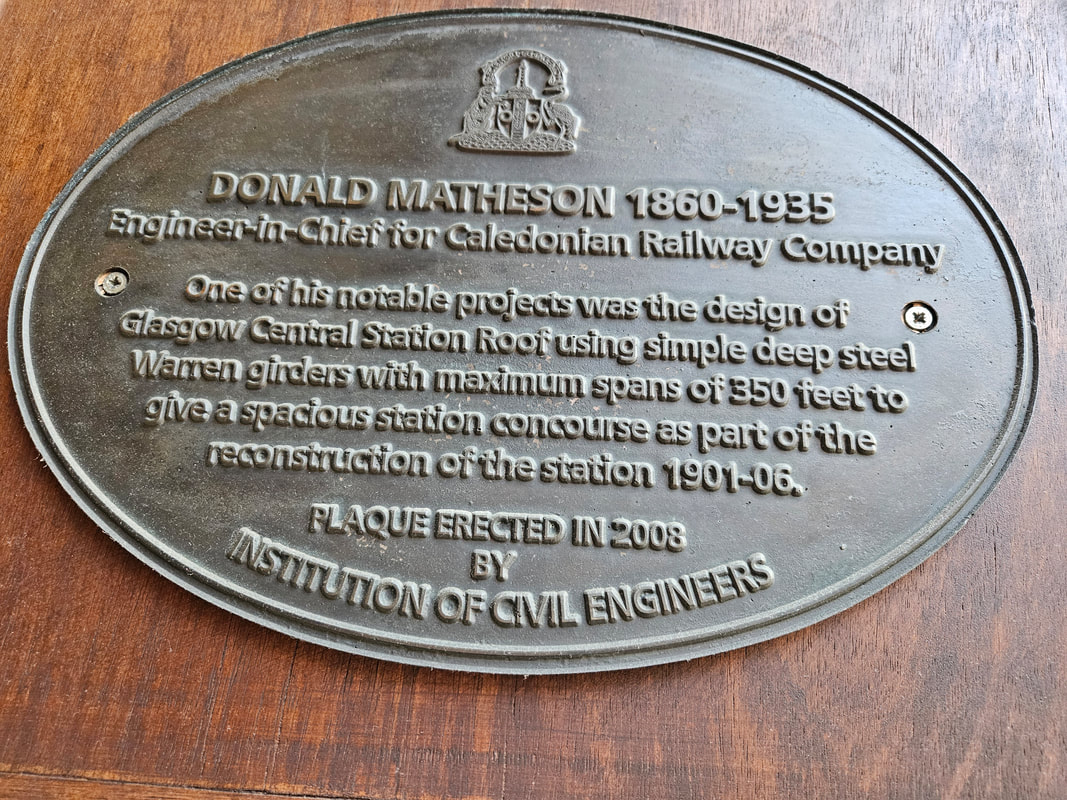 DONALD MATHESON 1860-1935
Engineer-in-Chief for Caledonian Railway Company
One of his notable projects was the design of
Glasgow Central Station Roof using simple deep steel
Warren girders with maximum spans of 350 feet to
give a spacious station concourse as part of the
reconstruction of the station 1901-06.
PLAQUE ERECTED IN 2008
BY
INSTITUTION OF CIVIL ENGINEERS